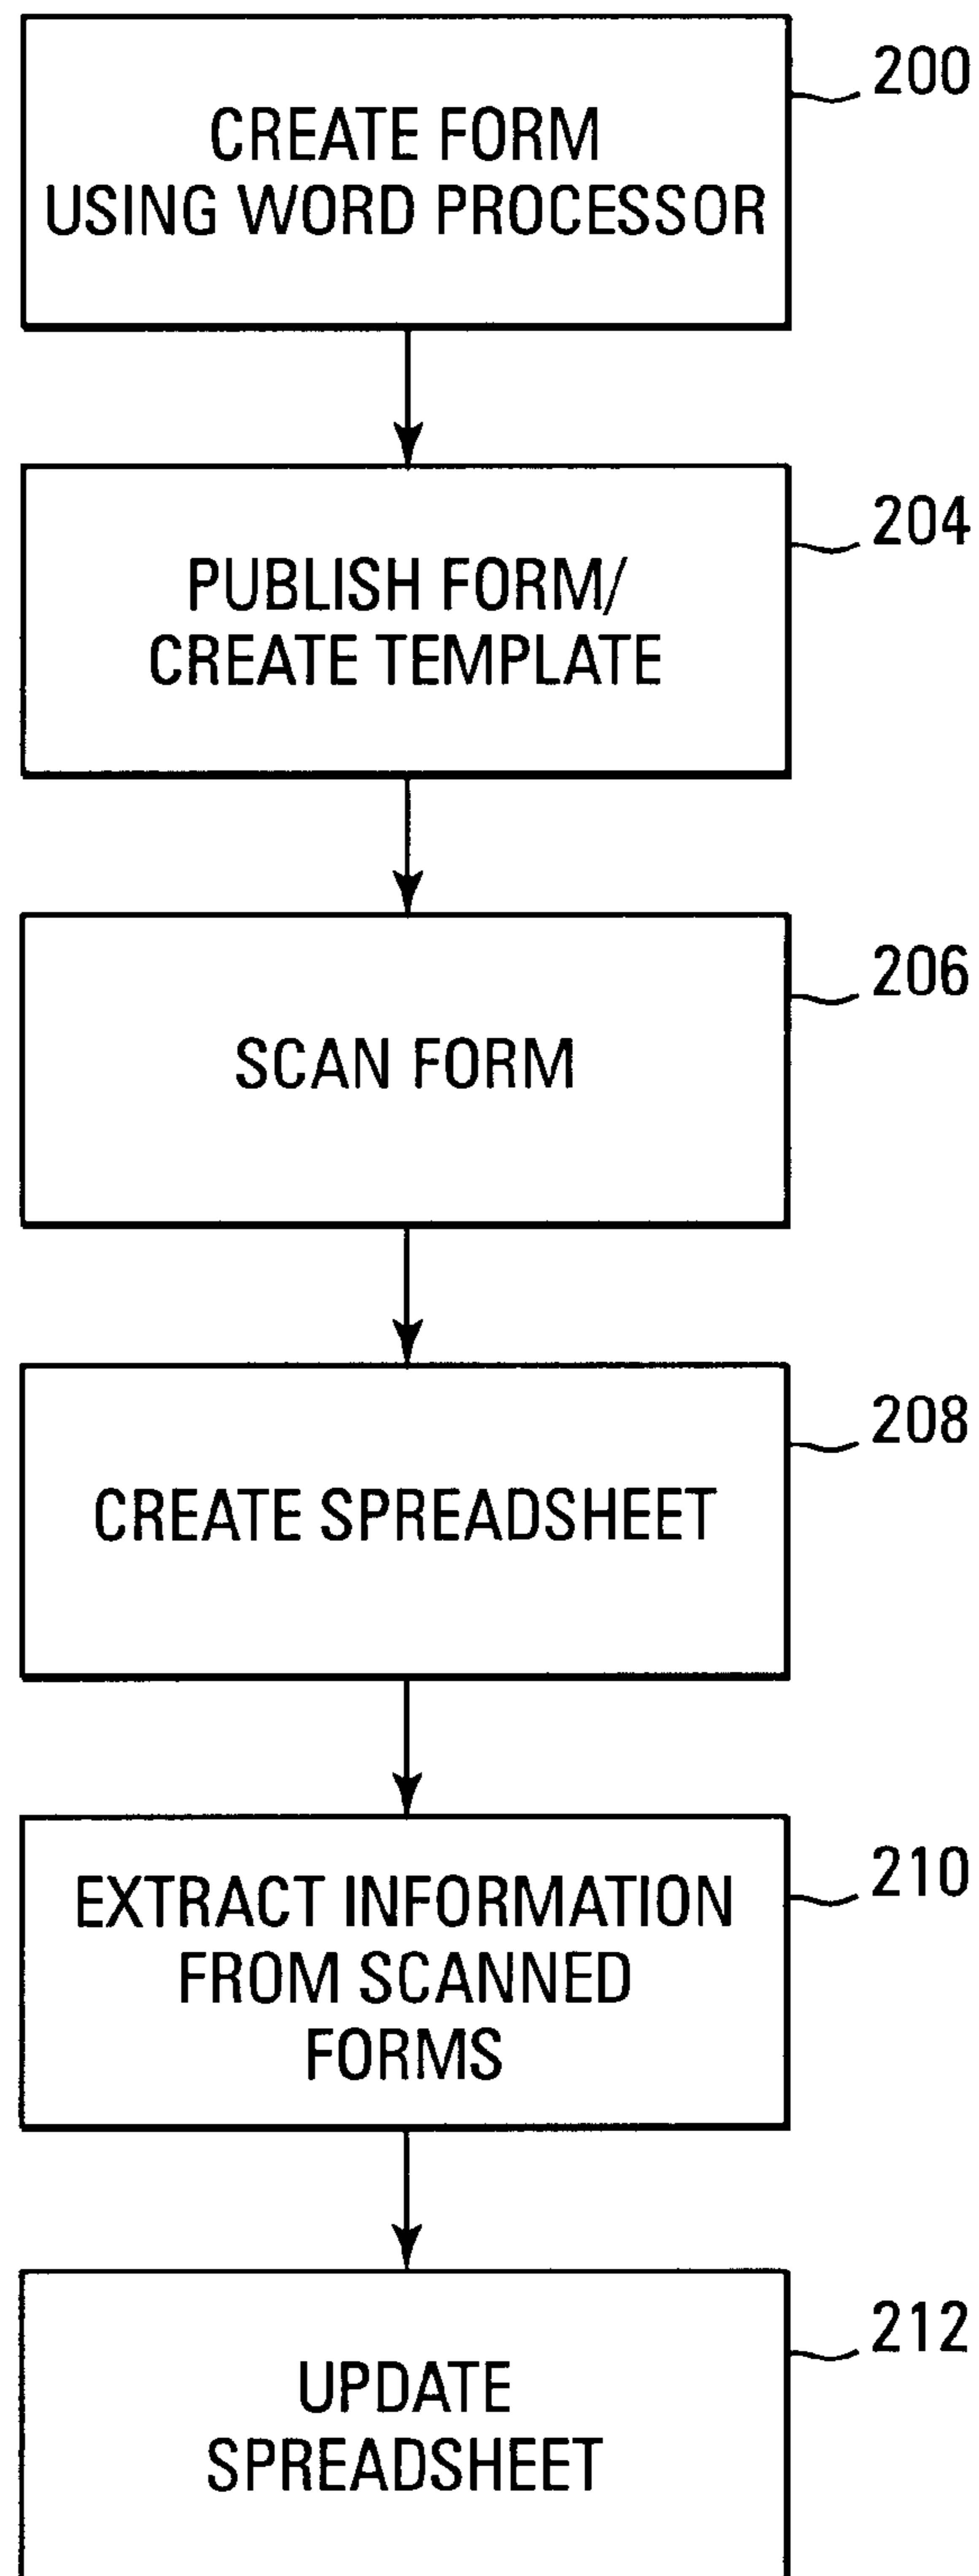 200
CREATE FORM
USING WORD PROCESSOR
204
PUBLISH FORM/
CREATE TEMPLATE
206
SCAN FORM
208
CREATE SPREADSHEET
210
EXTRACT INFORMATION
FROM SCANNED
FORMS
212
UPDATE
SPREADSHEET